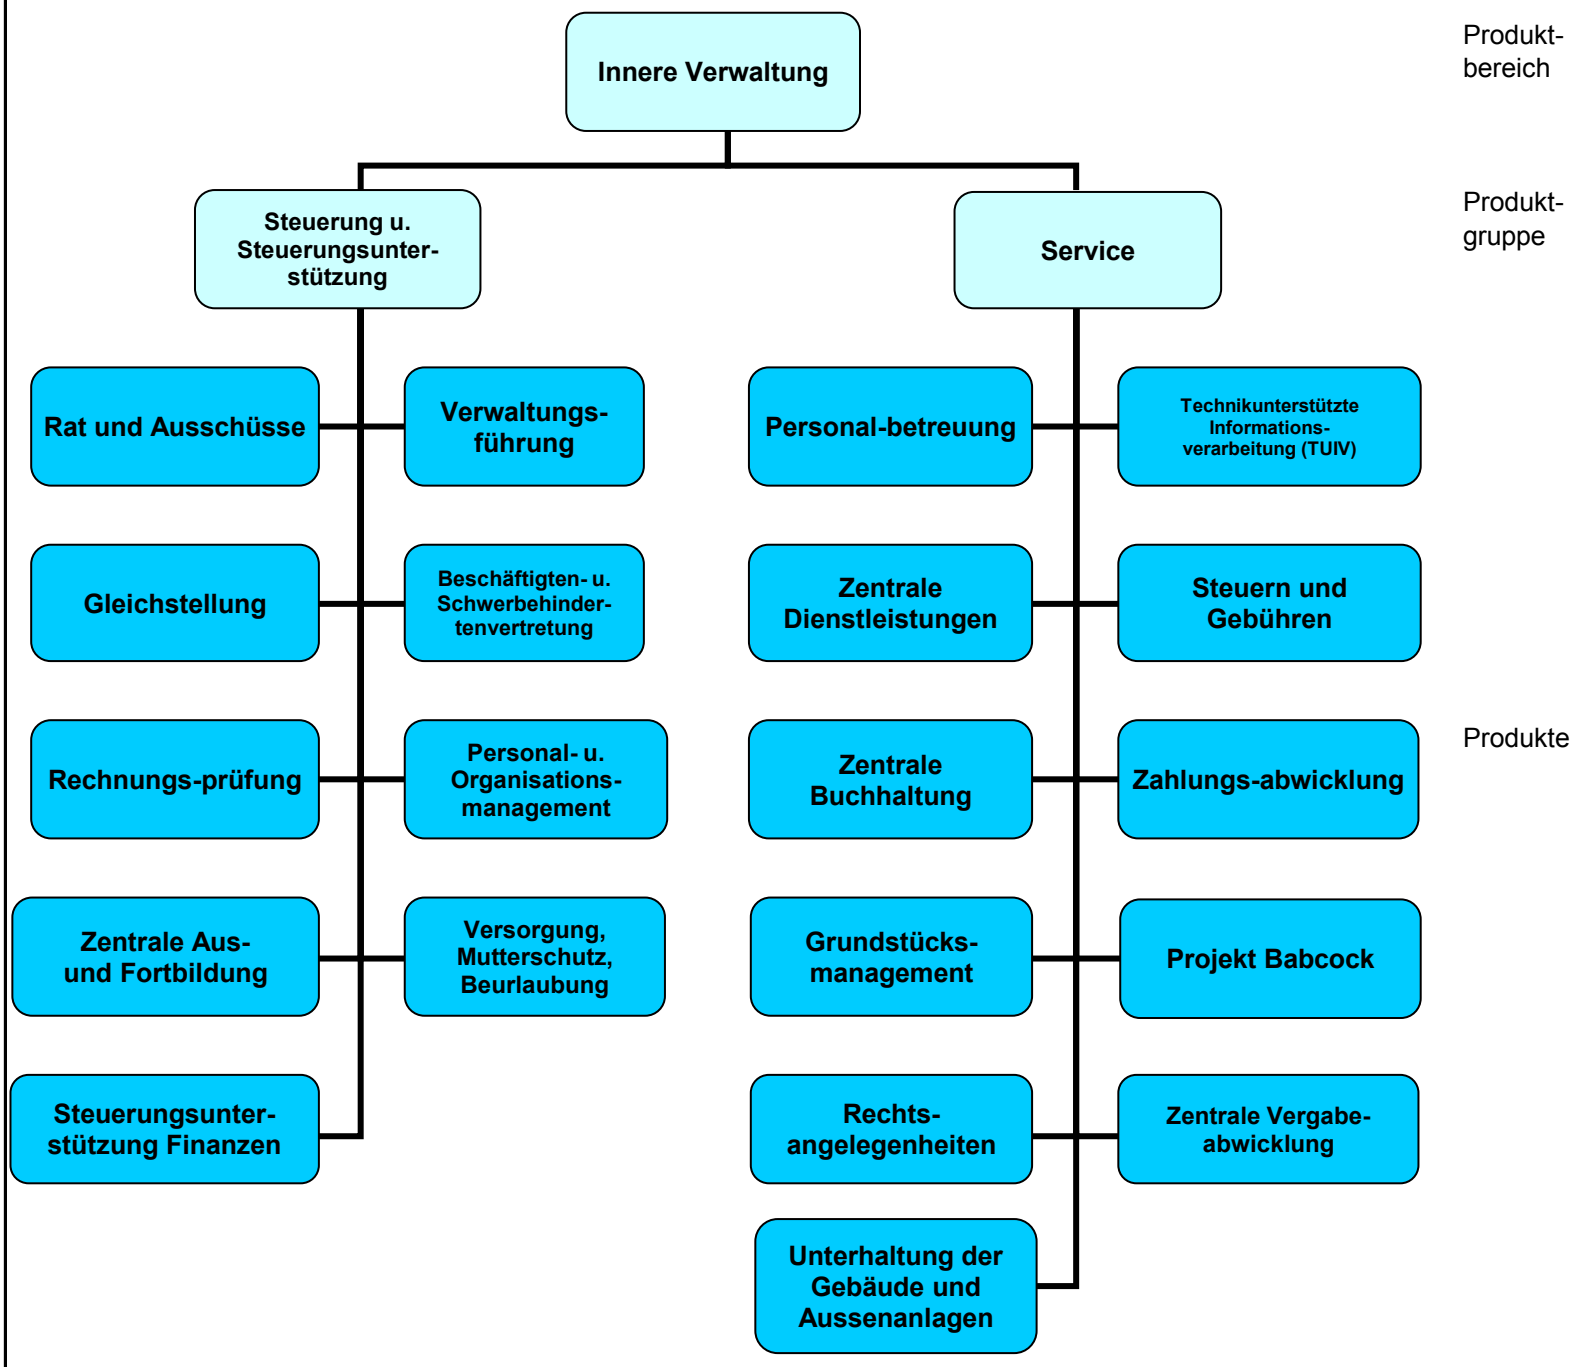 Innere Verwaltung
Produkt-
bereich
Steuerung u.
Steuerungsunter-
stützung
Service
Produkt-
gruppe
Rat und Ausschüsse
Verwaltungs-
führung
Personal-betreuung
Technikunterstützte
Informations-
verarbeitung (TUIV)
Gleichstellung
Beschäftigten- u.
Schwerbehinder-
tenvertretung
Zentrale
Dienstleistungen
Steuern und
Gebühren
Rechnungs-prüfung
Personal- u.
Organisations-
management
Zentrale
Buchhaltung
Zahlungs-abwicklung
Produkte
Zentrale Aus-
und Fortbildung
Versorgung,
Mutterschutz,
Beurlaubung
Grundstücks-
management
Projekt Babcock
Steuerungsunter-
stützung Finanzen
Rechts-
angelegenheiten
Zentrale Vergabe-
abwicklung
Unterhaltung der
Gebäude und
Aussenanlagen